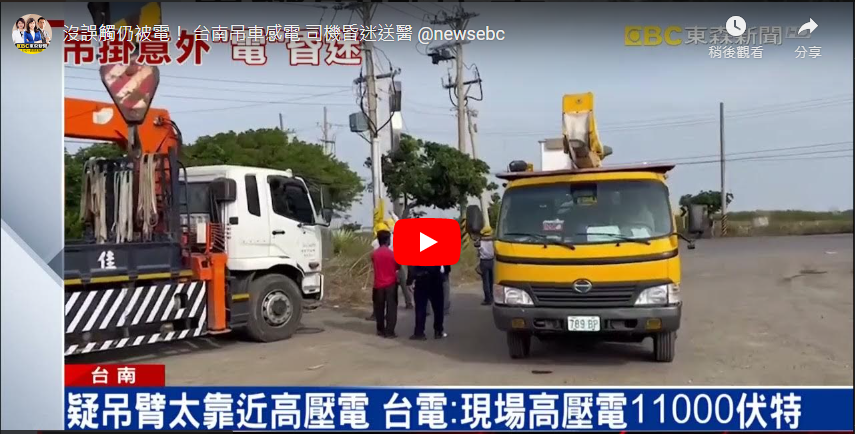 沒誤觸仍被電！ 台南吊車感電 司機昏迷送醫 @newsebc
吊掛意外"電"昏迷
EBC東森新聞
稍後觀看
分享
佳
789 BP
台南
疑吊臂太靠近高壓電 台電:現場高壓電11000伏特